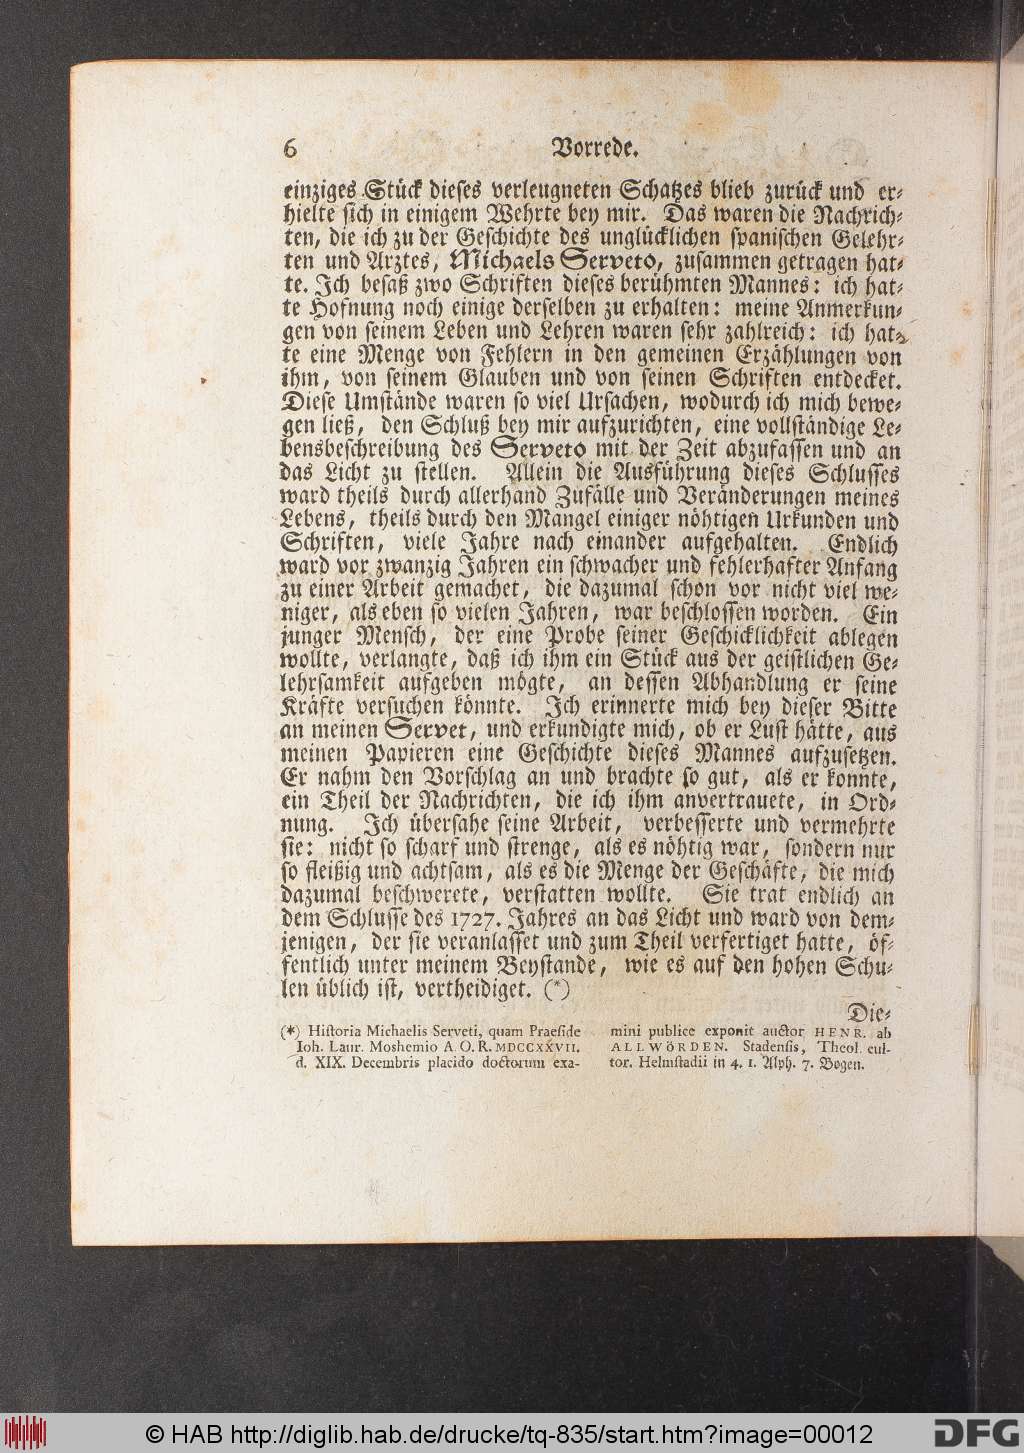 6 Vorrede.
einziges Stück dieses verleugneten Schatzes blieb zurück und er-
hielte sich in einigem Wehrte bey mir. Das waren die Nachrich-
ten, die ich zu der Geschichte des unglücklichen spanischen Gelehr-
ten und Arztes, Michaels Serveto, zusammen getragen hat-
te. Ich besaß zwo Schriften dieses berühmten Mannes: ich hat-
te Hofnung noch einige derselben zu erhalten: meine Anmerkun-
gen von seinem Leben und Lehren waren sehr zahlreich: ich hat-
te eine Menge von Fehlern in den gemeinen Erzählungen von
ihm, von seinem Glauben und von seinen Schriften entdecket.
Diese Umstände waren so viel Ursachen, wodurch ich mich bewe-
gen ließ, den Schluß bey mir aufzurichten, eine vollständige Le-
bensbeschreibung des Serveto mit der Zeit abzufassen und an
das Licht zu stellen. Allein die Ausführung dieses Schlusses
ward theils durch allerhand Zufälle und Veränderungen meines
Lebens, theils durch den Mangel einiger nöhtigen Urkunden und
Schriften, viele Jahre nach einander aufgehalten. Endlich
ward vor zwanzig Jahren ein schwacher und fehlerhafter Anfang
zu einer Arbeit gemachet, die dazumal schon vor nicht viel we-
niger, als eben so vielen Jahren, war beschlossen worden. Ein
junger Mensch, der eine Probe seiner Geschicklichkeit ablegen
wollte, verlangte, daß ich ihm ein Stück aus der geistlichen Ge-
lehrsamkeit aufgeben mögte, an dessen Abhandlung er seine
Kräfte versuchen könnte. Ich erinnerte mich bey dieser Bitte
an meinen Servet, und erkundigte mich, ob er Lust hätte, aus
meinen Papieren eine Geschichte dieses Mannes aufzusetzen.
Er nahm den Vorschlag an und brachte so gut, als er konnte,
ein Theil der Nachrichten, die ich ihm anvertrauete, in Ord-
nung. Ich übersahe seine Arbeit, verbesserte und vermehrte
sie: nicht so scharf und strenge, als es nöhtig war, sondern nur
so fleißig und achtsam, als es die Menge der Geschäfte, die mich
dazumal beschwerete, verstatten wollte. Sie trat endlich an
dem Schlusse des 1727. Jahres an das Licht und ward von dem-
jenigen, der sie veranlasset und zum Theil verfertiget hatte, öf-
fentlich unter meinem Beystande, wie es auf den hohen Schu-
len üblich ist, vertheidiget. (*)
Die-
(*) Historia Michaelis Serveti, quam Praeside
Ioh. Laur. Moshemio A. O. R. MDCCXXVII.
d. XIX. Decembris placido doctorum exa-
mini publice exponit auctor HENR. ab
ALLWÖRDEN. Stadensis, Theol. cul-
tor. Helmstadii in 4. 1. Alph. 7. Bogen.
© HAB http://diglib.hab.de/drucke/tq-835/start.htm?image=00012
DFG